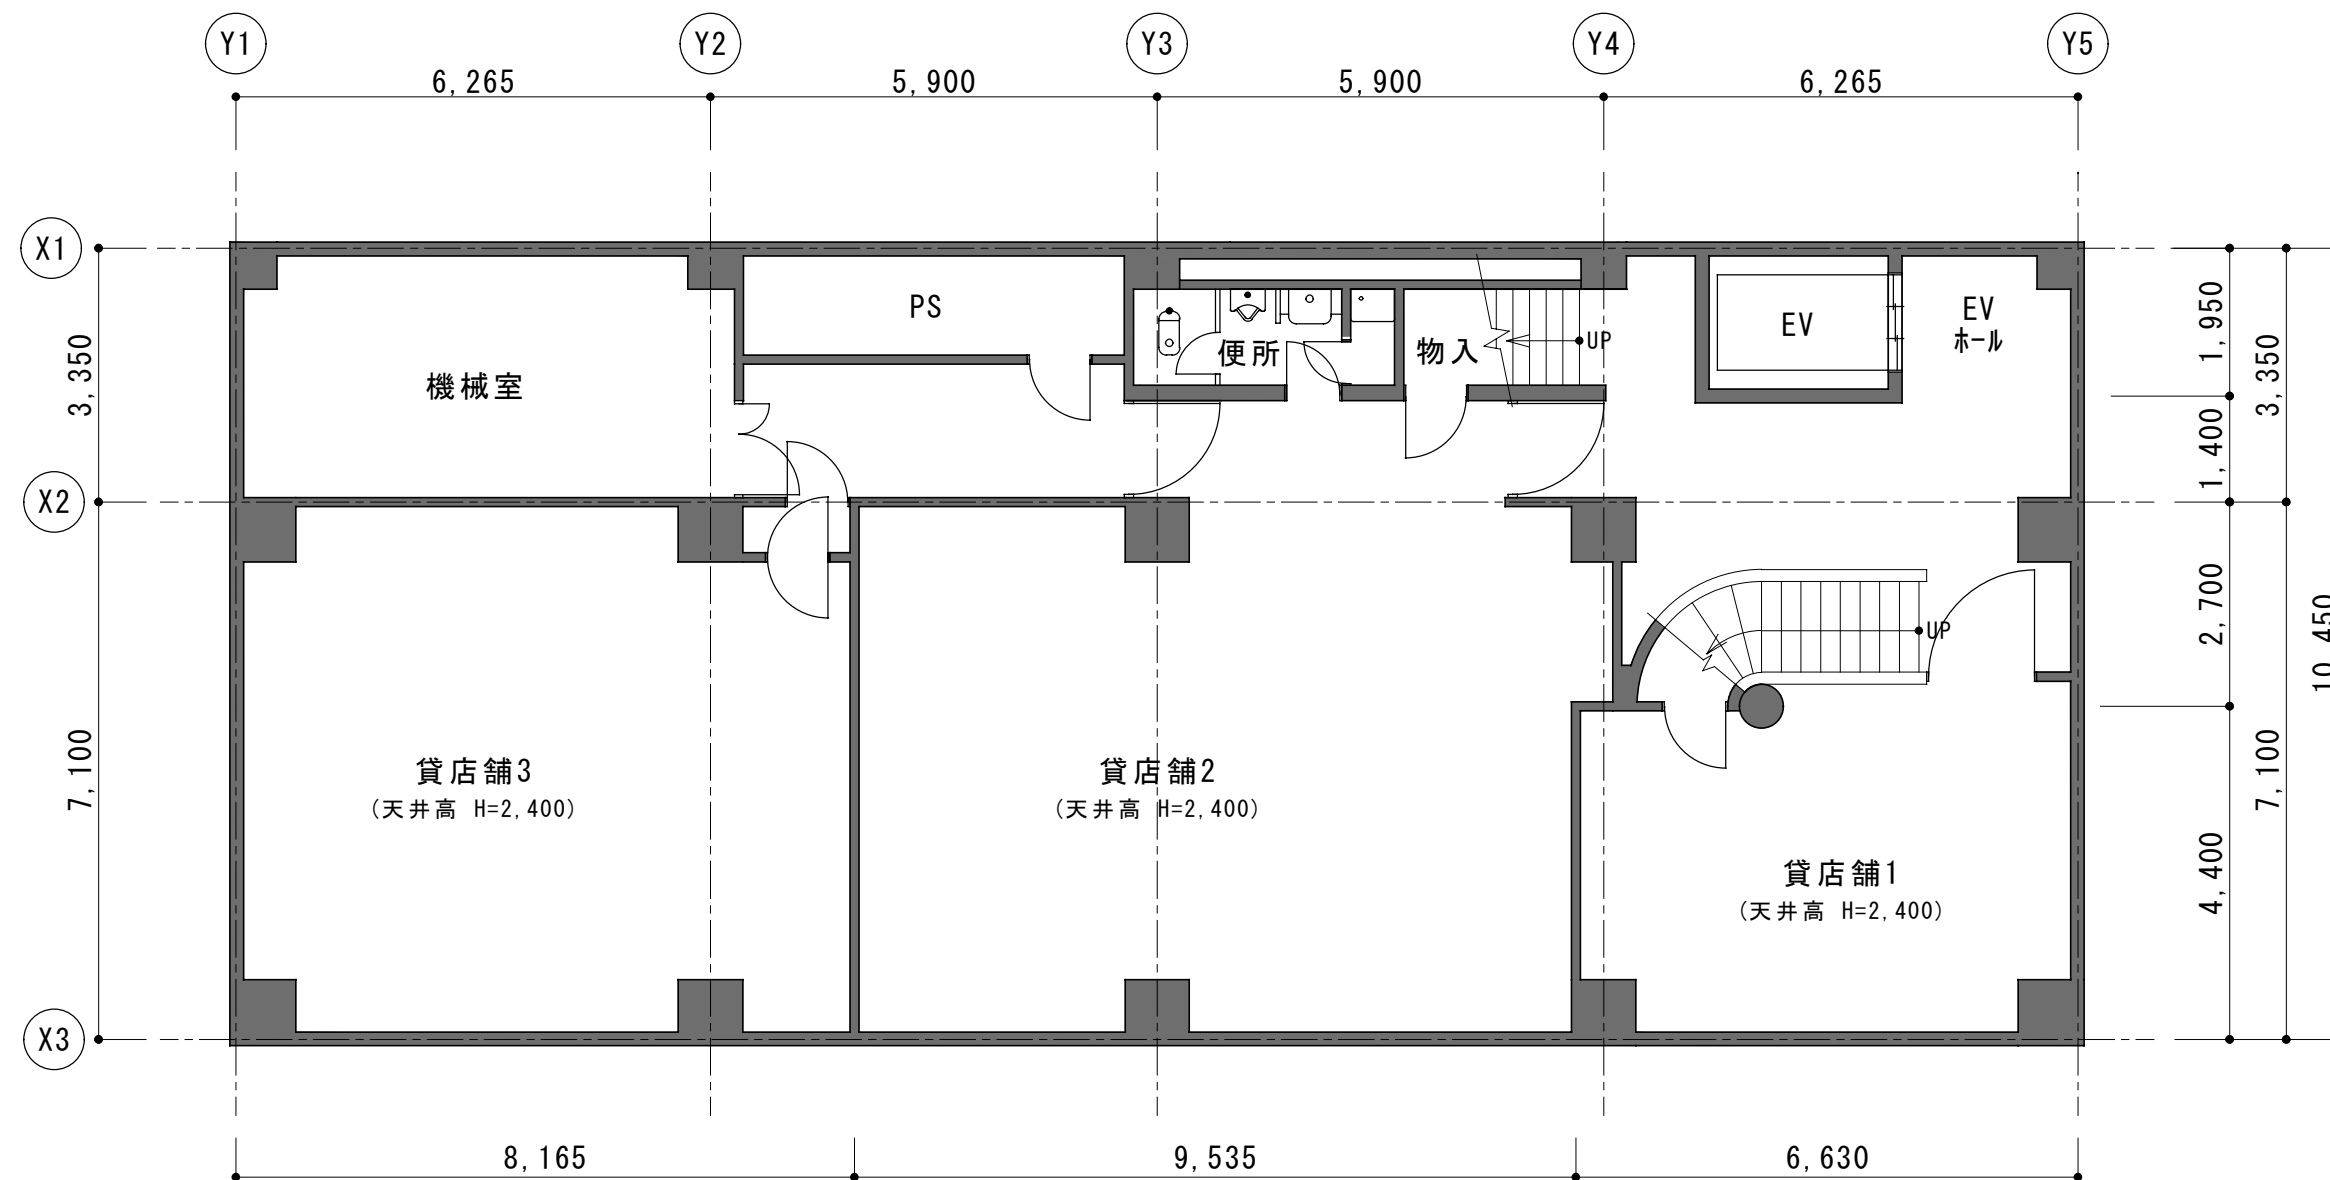 Y1 Y2 Y3 Y4 Y5
6,265 5,900 5,900 6,265
X1
X2
X3
3,350
7,100
PS
機械室
便所
物入
UP
EV
EV
ホール
1,950
1,400
3,350
2,700
4,400
7,100
10,450
UP
貸店舗3
(天井高 H=2,400)
貸店舗2
(天井高 H=2,400)
貸店舗1
(天井高 H=2,400)
8,165 9,535 6,630